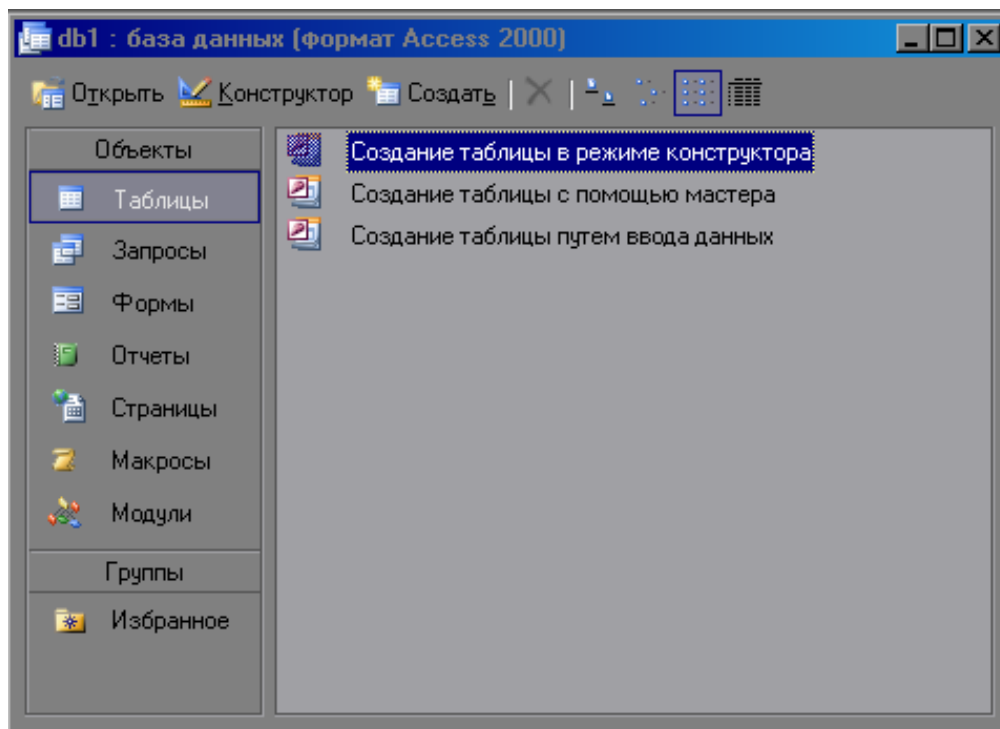 db1 : база данных (формат Access 2000)
Открыть Конструктор Создать
Объекты
Таблицы
Запросы
Формы
Отчеты
Страницы
Макросы
Модули
Группы
Избранное
Создание таблицы в режиме конструктора
Создание таблицы с помощью мастера
Создание таблицы путем ввода данных